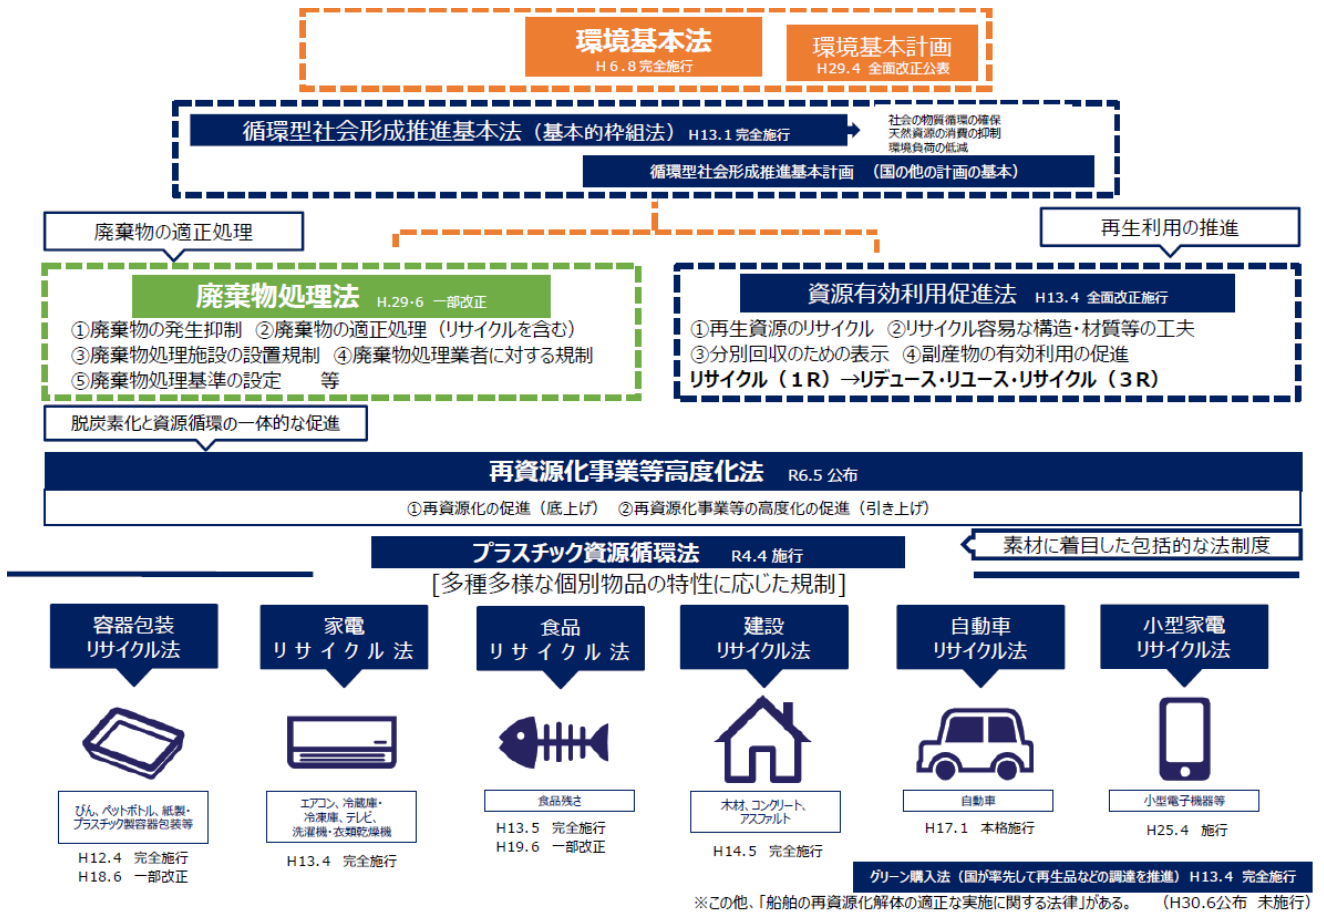 環境基本法
H6.8完全施行
環境基本計画
H29.4 全面改正公表
循環型社会形成推進基本法（基本的枠組法） H13.1 完全施行
社会の物質循環の確保
天然資源の消費の抑制
環境負荷の低減
循環型社会形成推進基本計画 （国の他の計画の基本）
廃棄物の適正処理
再生利用の推進
廃棄物処理法 H.29・6 一部改正
①廃棄物の発生抑制 ②廃棄物の適正処理（リサイクルを含む）
③廃棄物処理施設の設置規制 ④廃棄物処理業者に対する規制
⑤廃棄物処理基準の設定 等
資源有効利用促進法 H13.4 全面改正施行
①再生資源のリサイクル ②リサイクル容易な構造・材質等の工夫
③分別回収のための表示 ④副産物の有効利用の促進
リサイクル（１R）→リデュース・リユース・リサイクル（３R）
脱炭素化と資源循環の一体的な促進
再資源化事業等高度化法 R6.5 公布
①再資源化の促進（底上げ） ②再資源化事業等の高度化の促進（引き上げ）
プラスチック資源循環法 R4.4 施行
素材に着目した包括的な法制度
[多種多様な個別物品の特性に応じた規制]
容器包装
リサイクル法
びん、ペットボトル、紙製・
プラスチック製容器包装等
H12.4 完全施行
H18.6 一部改正
家電
リサイクル法
エアコン、冷蔵庫・
冷凍庫、テレビ、
洗濯機・衣類乾燥機
H13.4 完全施行
食品
リサイクル法
食品残さ
H13.5 完全施行
H19.6 一部改正
建設
リサイクル法
木材、コンクリート、
アスファルト
H14.5 完全施行
自動車
リサイクル法
自動車
H17.1 本格施行
小型家電
リサイクル法
小型電子機器等
H25.4 施行
グリーン購入法（国が率先して再生品などの調達を推進）H13.4 完全施行
※この他、「船舶の再資源化解体の適正な実施に関する法律」がある。 （H30.6公布 未施行）